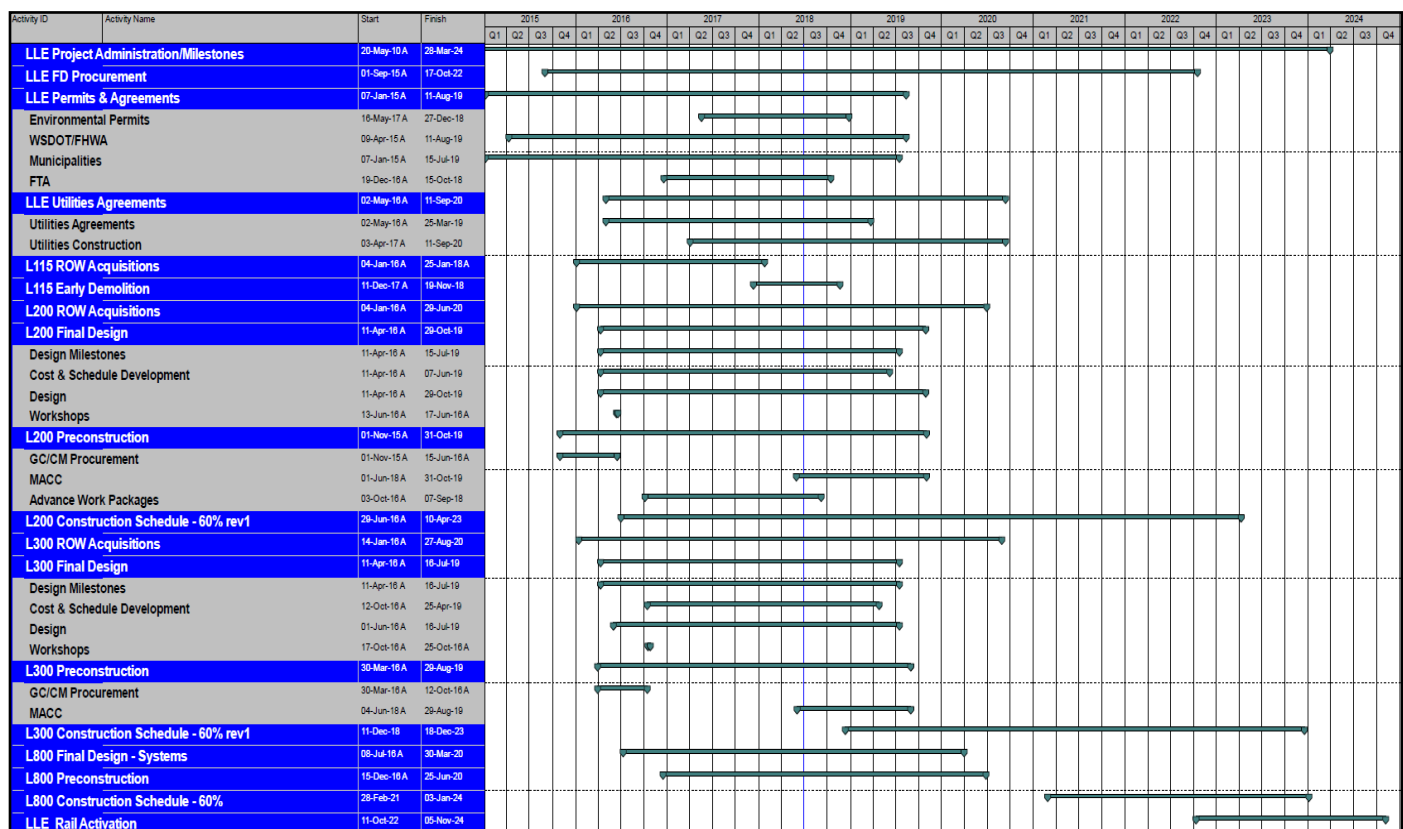 Activity ID Activity Name Start Finish 2015 2016 2017 2018 2019 2020 2021 2022 2023 2024
Q1 Q2 Q3 Q4 Q1 Q2 Q3 Q4 Q1 Q2 Q3 Q4 Q1 Q2 Q3 Q4 Q1 Q2 Q3 Q4 Q1 Q2 Q3 Q4 Q1 Q2 Q3 Q4 Q1 Q2 Q3 Q4 Q1 Q2 Q3 Q4 Q1 Q2 Q3 Q4
LLE Project Administration/Milestones 20-May-10 A 28-Mar-24
LLE FD Procurement 01-Sep-15 A 17-Oct-22
LLE Permits & Agreements 07-Jan-15 A 11-Aug-19
Environmental Permits 16-May-17 A 27-Dec-18
WSDOT/FHWA 09-Apr-15 A 11-Aug-19
Municipalities 07-Jan-15 A 15-Jul-19
FTA 19-Dec-16 A 15-Oct-18
LLE Utilities Agreements 02-May-16 A 11-Sep-20
Utilities Agreements 02-May-16 A 25-Mar-19
Utilities Construction 03-Apr-17 A 11-Sep-20
L115 ROW Acquisitions 04-Jan-16 A 25-Jan-18 A
L115 Early Demolition 11-Dec-17 A 19-Nov-18
L200 ROW Acquisitions 04-Jan-16 A 29-Jun-20
L200 Final Design 11-Apr-16 A 29-Oct-19
Design Milestones 11-Apr-16 A 15-Jul-19
Cost & Schedule Development 11-Apr-16 A 07-Jun-19
Design 11-Apr-16 A 29-Oct-19
Workshops 13-Jun-16 A 17-Jun-16 A
L200 Preconstruction 01-Nov-15 A 31-Oct-19
GC/CM Procurement 01-Nov-15 A 15-Jun-16 A
MACC 01-Jun-18 A 31-Oct-19
Advance Work Packages 03-Oct-16 A 07-Sep-18
L200 Construction Schedule - 60% rev1 29-Jun-16 A 10-Apr-23
L300 ROW Acquisitions 14-Jan-16 A 27-Aug-20
L300 Final Design 11-Apr-16 A 16-Jul-19
Design Milestones 11-Apr-16 A 16-Jul-19
Cost & Schedule Development 12-Oct-16 A 25-Apr-19
Design 01-Jun-16 A 16-Jul-19
Workshops 17-Oct-16 A 25-Oct-16 A
L300 Preconstruction 30-Mar-16 A 29-Aug-19
GC/CM Procurement 30-Mar-16 A 12-Oct-16 A
MACC 04-Jun-18 A 29-Aug-19
L300 Construction Schedule - 60% rev1 11-Dec-18 18-Dec-23
L800 Final Design - Systems 08-Jul-16 A 30-Mar-20
L800 Preconstruction 15-Dec-16 A 25-Jun-20
L800 Construction Schedule - 60% 28-Feb-21 03-Jan-24
LLE Rail Activation 11-Oct-22 05-Nov-24